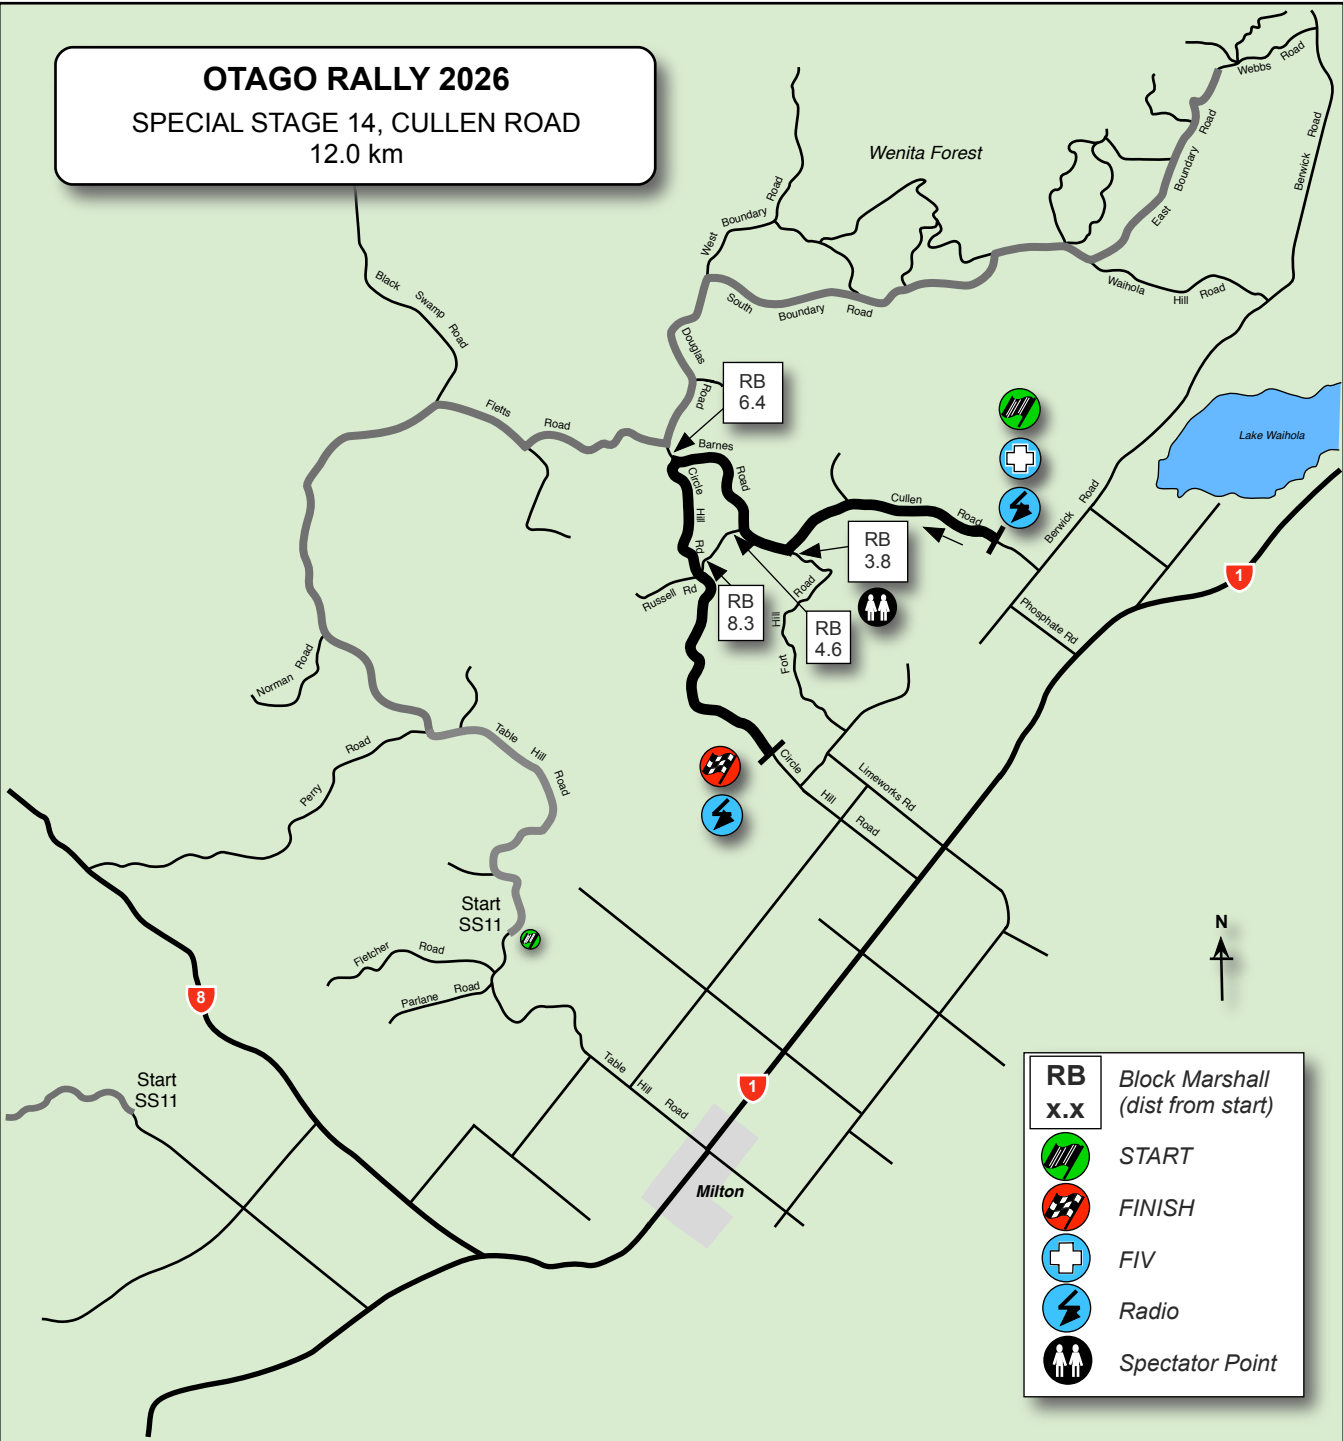 OTAGO RALLY 2026
SPECIAL STAGE 14, CULLEN ROAD
12.0 km
Wenita Forest
Webbs Road
Berwick Road
East Boundary Road
West Boundary Road
Waihola Hill Road
South Boundary Road
Black Swamp Road
Douglas Road
RB
6.4
Fletts Road
Barnes Road
Lake Waihola
Cullen Road
Berwick Road
Circle Hill Rd
RB
3.8
1
Russell Rd
RB
8.3
Fort Hill Road
RB
4.6
Phosphate Rd
Norman Road
Table Hill Road
Perry Road
Circle Hill Road
Limeworks Rd
Start
SS11
Fletcher Road
Parlane Road
N
8
Start
SS11
Table Hill Road
1
Milton
RB
x.x
Block Marshall
(dist from start)
START
FINISH
FIV
Radio
Spectator Point